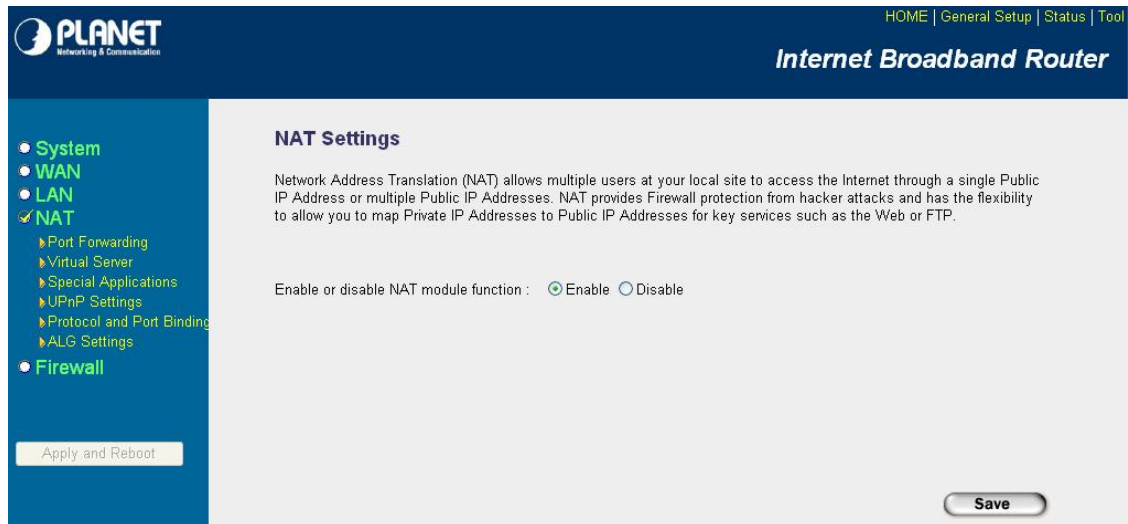 PLANET
Networking & Communication
HOME | General Setup | Status | Tool
Internet Broadband Router
System
WAN
LAN
NAT
Port Forwarding
Virtual Server
Special Applications
UPnP Settings
Protocol and Port Binding
ALG Settings
Firewall
Apply and Reboot
NAT Settings
Network Address Translation (NAT) allows multiple users at your local site to access the Internet through a single Public
IP Address or multiple Public IP Addresses. NAT provides Firewall protection from hacker attacks and has the flexibility
to allow you to map Private IP Addresses to Public IP Addresses for key services such as the Web or FTP.
Enable or disable NAT module function : Enable Disable
Save